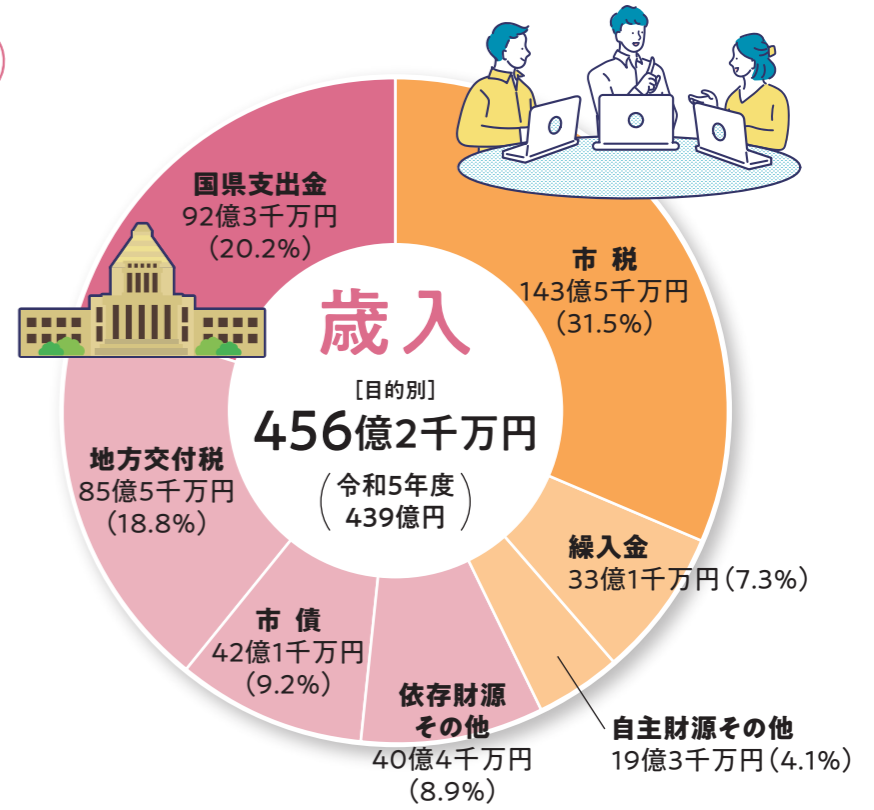 歳入
[目的別]
456億2千万円
(令和5年度
439億円)
市 税
143億5千万円
(31.5%)
繰入金
33億1千万円(7.3%)
自主財源その他
19億3千万円(4.1%)
依存財源
その他
40億4千万円
(8.9%)
市 債
42億1千万円
(9.2%)
地方交付税
85億5千万円
(18.8%)
国県支出金
92億3千万円
(20.2%)